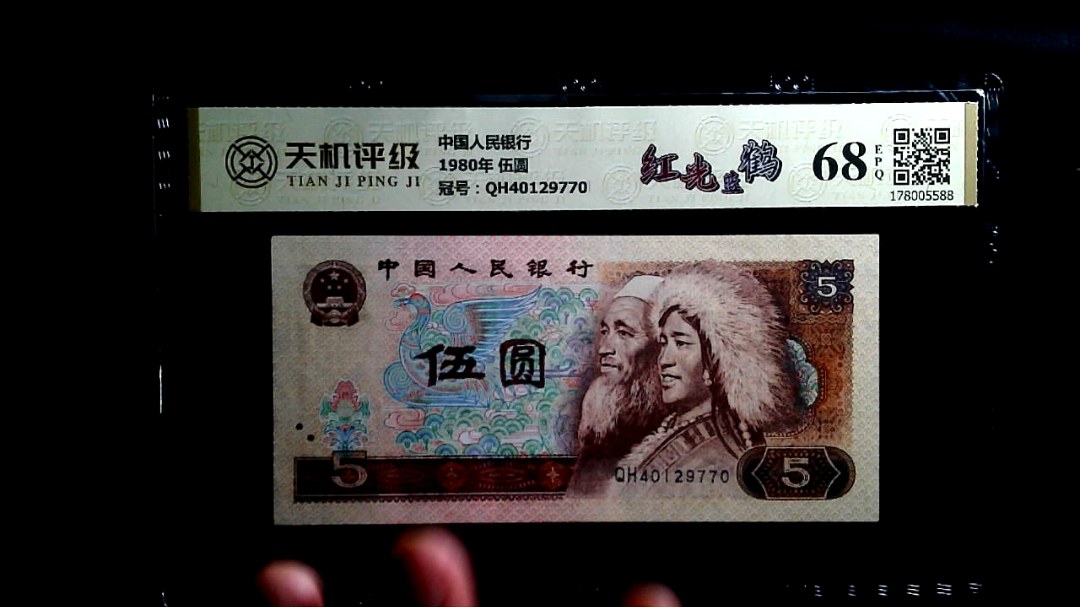 天机评级
TIAN JI PING JI
中国人民银行
1980年 伍圆
冠号：QH40129770
红光蓝鹤
68
EPQ
178005588
中国人民银行
5
伍圆
5
QH40129770
5